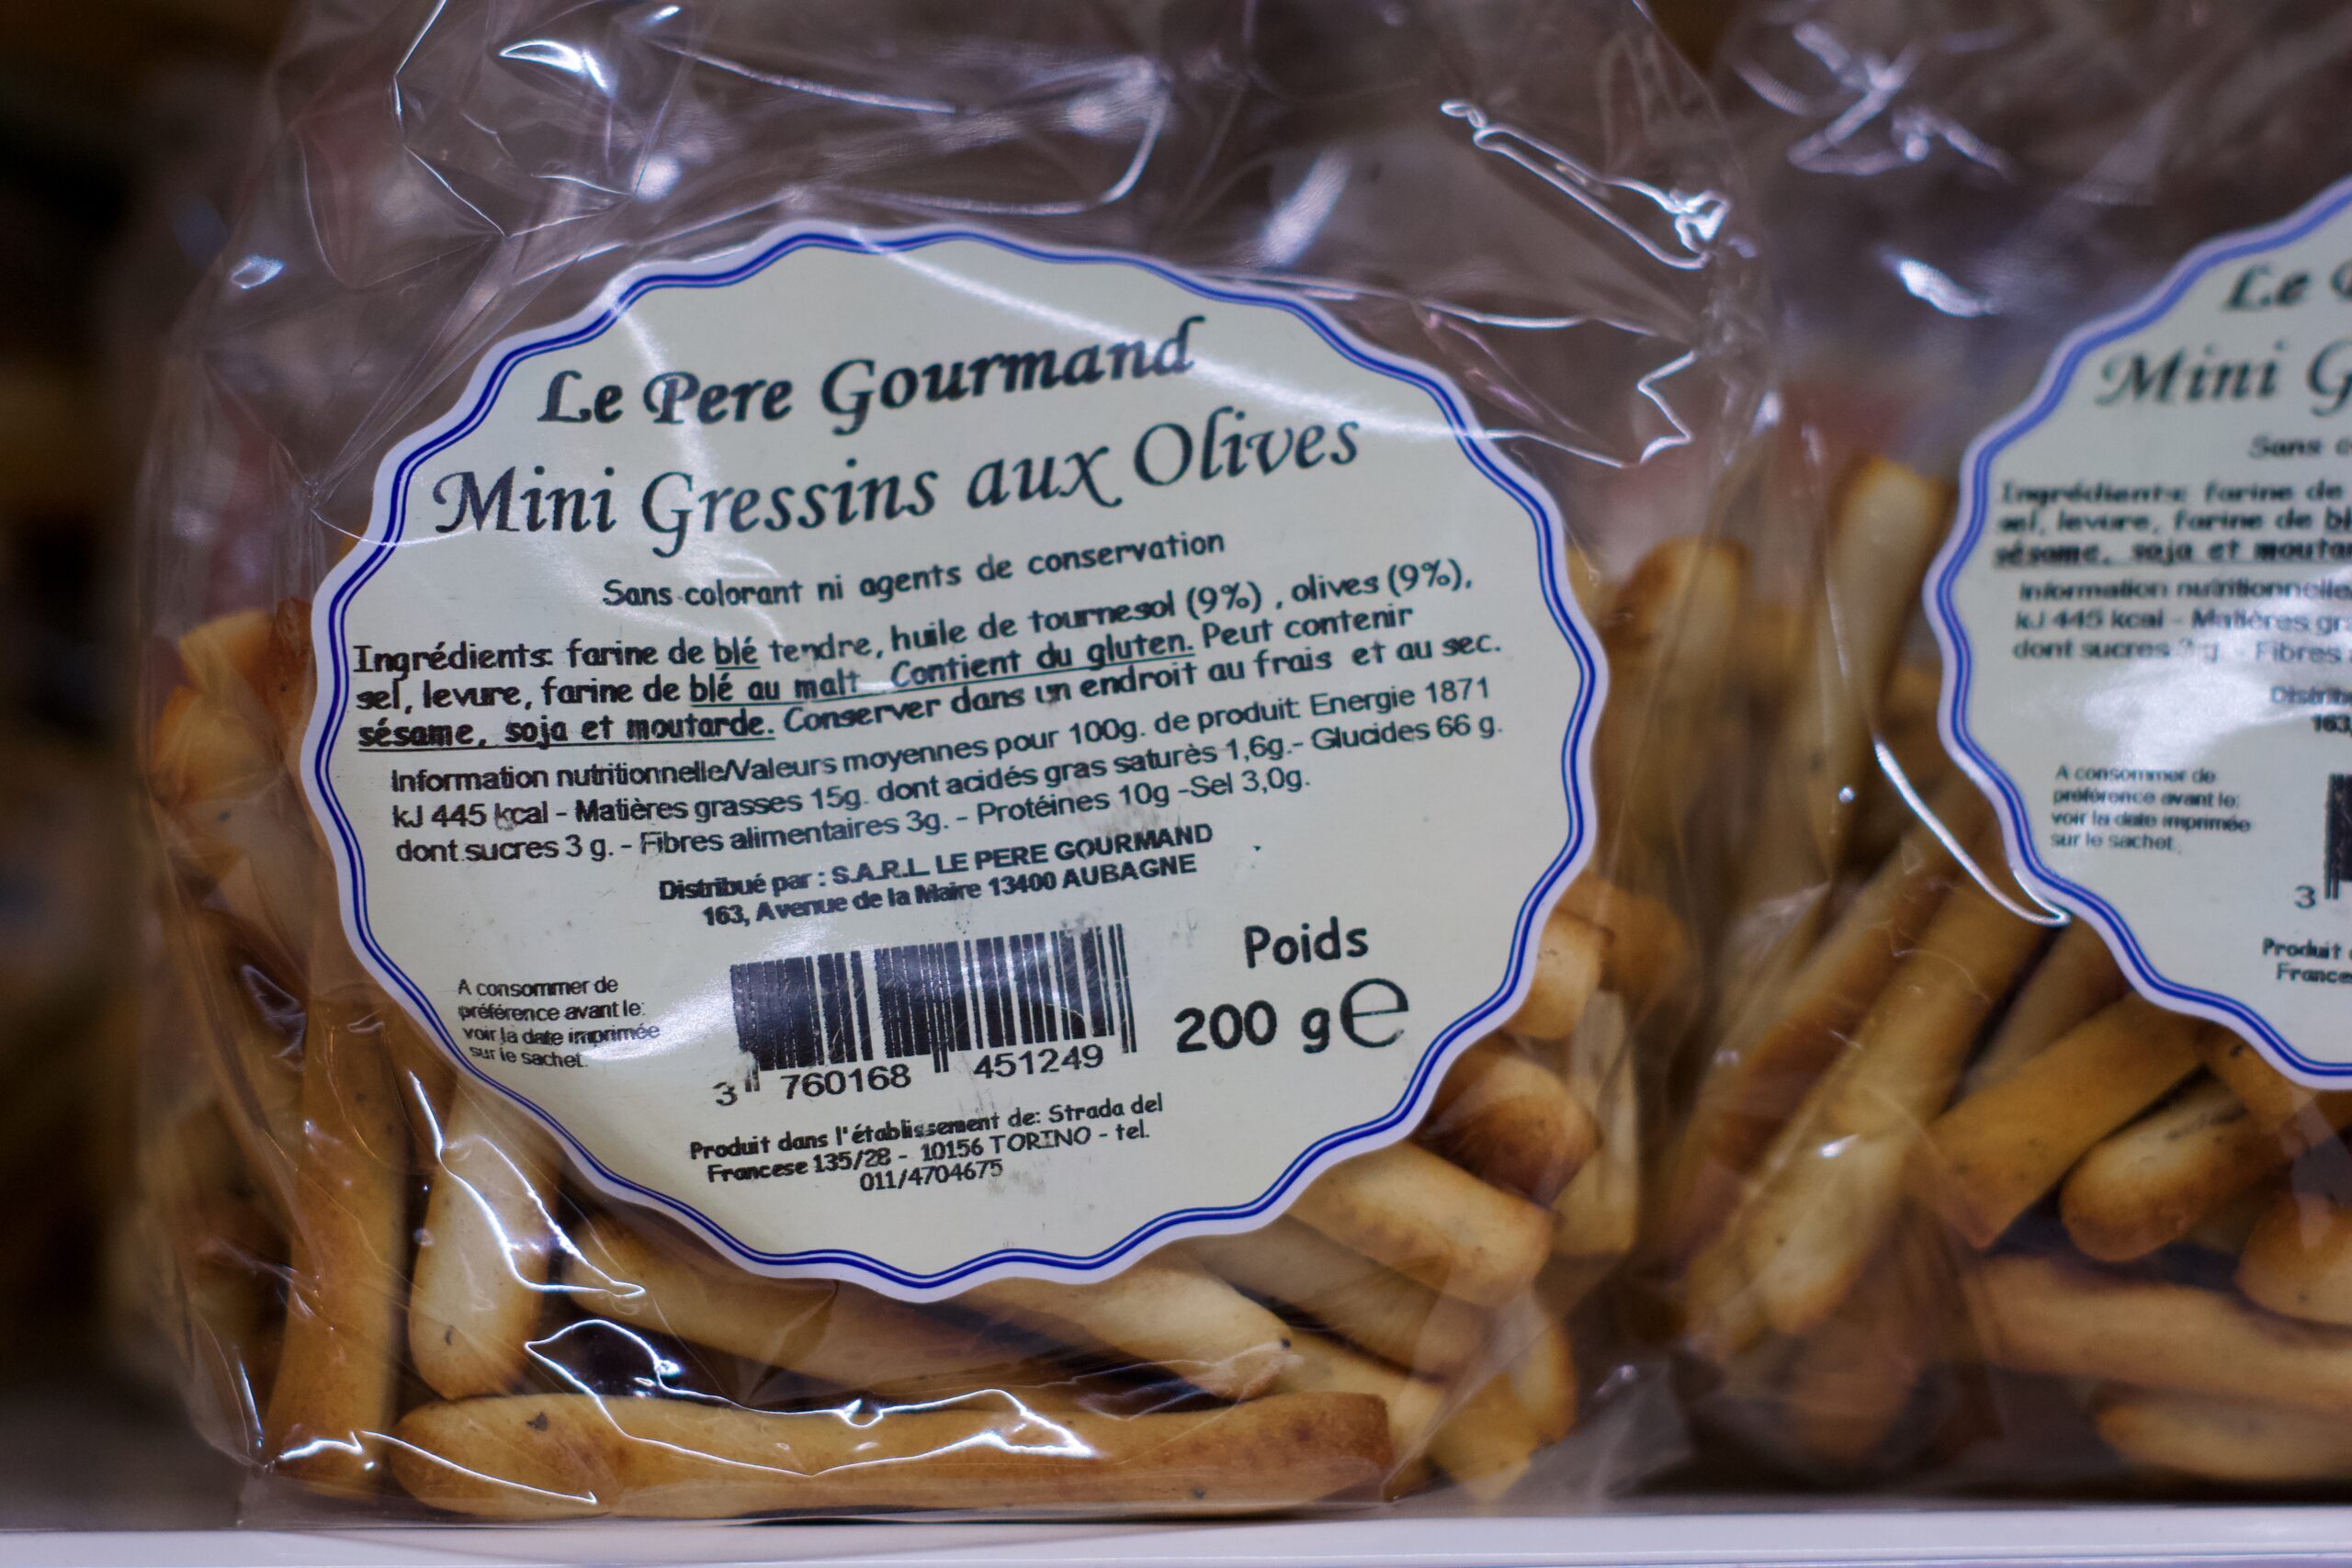 Le Pere Gourmand
Mini Gressins aux Olives
Sans colorant ni agents de conservation
Ingrédients: farine de blé tendre, huile de tournesol (9%) , olives (9%),
sel, levure, farine de blé au malt Contient du gluten. Peut contenir
sésame, soja et moutarde. Conserver dans un endroit au frais et au sec.
Information nutritionnelle/Valeurs moyennes pour 100g. de produit: Energie 1871
kJ 445 kcal - Matières grasses 15g. dont acidés gras saturès 1,6g.- Glucides 66 g.
dont sucres 3 g. - Fibres alimentaires 3g. - Protéines 10g -Sel 3,0g.
Distribué par : S.A.R.L. LE PERE GOURMAND
163, Avenue de la Maire 13400 AUBAGNE
A consommer de
préférence avant le:
voir la date imprimée
sur le sachet.
3 760168 451249
Poids
200 g e
Produit dans l'établissement de: Strada del
Francese 135/28 - 10156 TORINO - tel.
011/4704675
Le
Mini G
Sans
Ingrédients: farine de
sel, levure, farine de bl
sésame, soja et moutar
Information nutritionnelle
kJ 445 kcal - Matières gr
dont sucres g. - Fibres
163,
A consommer de
préférence avant le:
voir la date imprimée
sur le sachet.
3
Produit
France